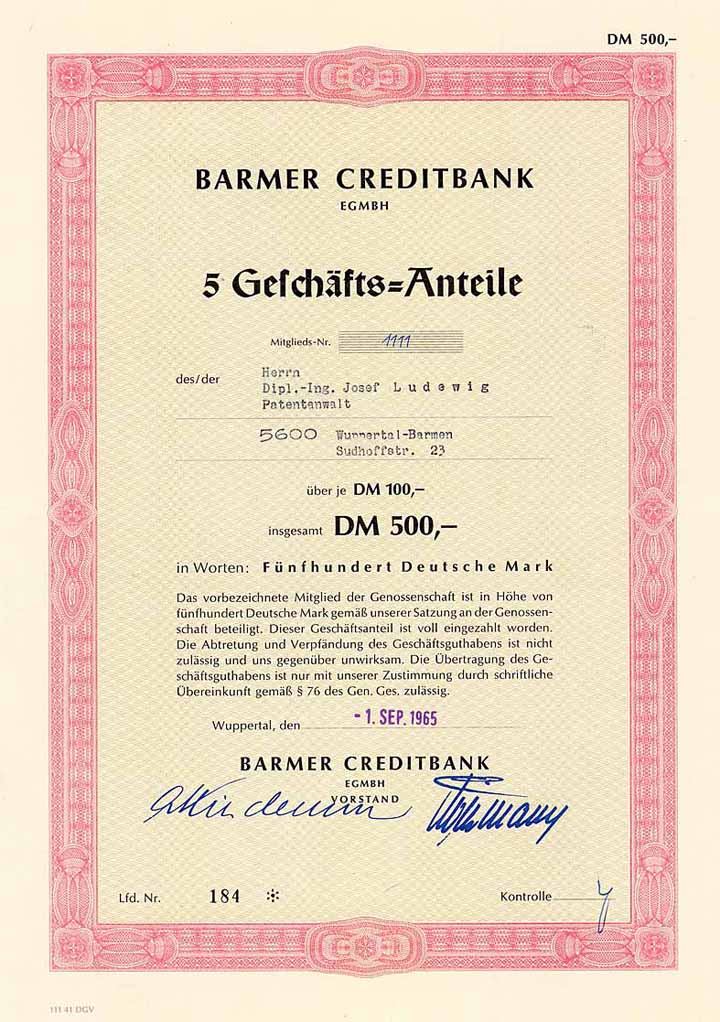 DM 500,–
BARMER CREDITBANK
EGMBH
5 Geſchäfts=Anteile
Mitglieds-Nr. 1111
des/der Herrn
Dipl.-Ing. Josef Ludewig
Patentanwalt
5600 Wuppertal-Barmen
Sudhoffstr. 23
über je DM 100,–
insgesamt DM 500,–
in Worten: Fünfhundert Deutsche Mark
Das vorbezeichnete Mitglied der Genossenschaft ist in Höhe von
fünfhundert Deutsche Mark gemäß unserer Satzung an der Genossen-
schaft beteiligt. Dieser Geschäftsanteil ist voll eingezahlt worden.
Die Abtretung und Verpfändung des Geschäftsguthabens ist nicht
zulässig und uns gegenüber unwirksam. Die Übertragung des Ge-
schäftsguthabens ist nur mit unserer Zustimmung durch schriftliche
Übereinkunft gemäß § 76 des Gen. Ges. zulässig.
Wuppertal, den - 1. SEP. 1965
BARMER CREDITBANK
EGMBH
VORSTAND
Lfd. Nr. 184
Kontrolle
111 41 DGV